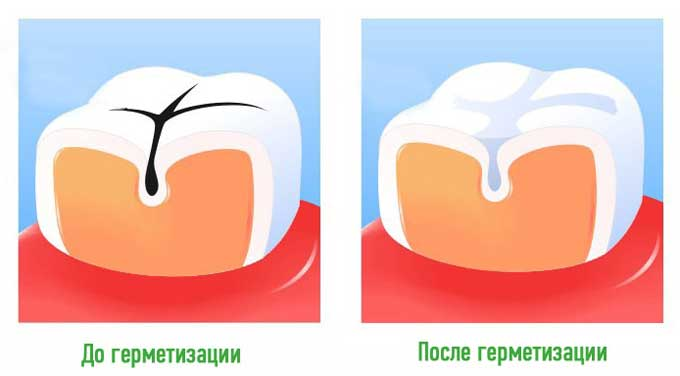 До герметизации
После герметизации